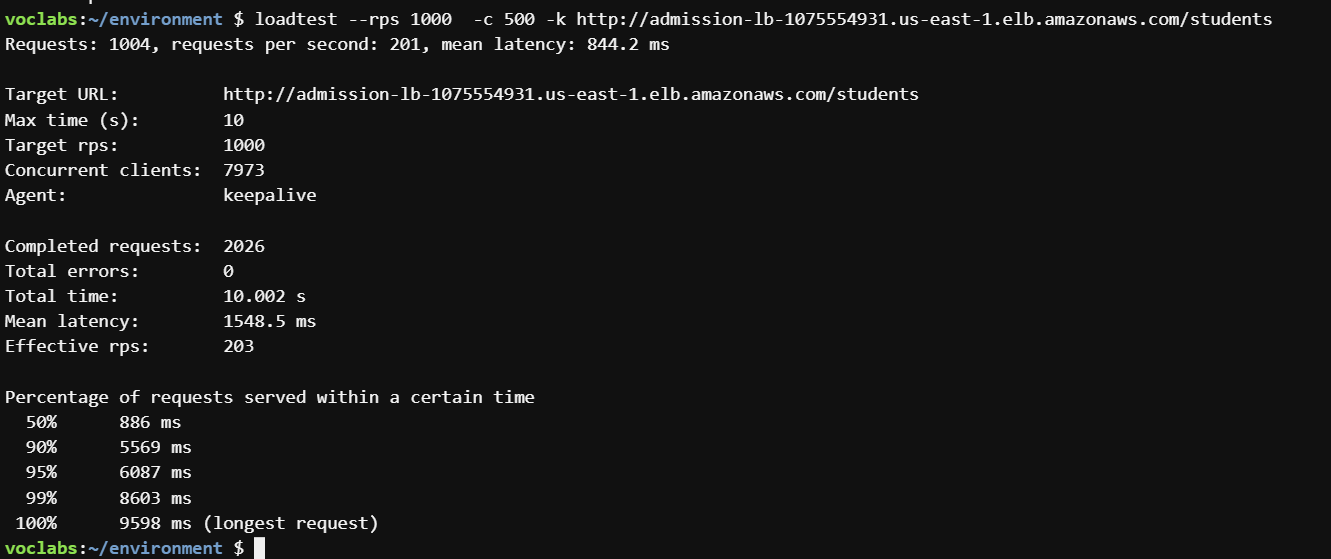 voclabs:~/environment $ loadtest --rps 1000  -c 500 -k http://admission-lb-1075554931.us-east-1.elb.amazonaws.com/students
Requests: 1004, requests per second: 201, mean latency: 844.2 ms
Target URL:          http://admission-lb-1075554931.us-east-1.elb.amazonaws.com/students
Max time (s):        10
Target rps:          1000
Concurrent clients:  7973
Agent:               keepalive
Completed requests:  2026
Total errors:        0
Total time:          10.002 s
Mean latency:        1548.5 ms
Effective rps:       203
Percentage of requests served within a certain time
  50%      886 ms
  90%      5569 ms
  95%      6087 ms
  99%      8603 ms
 100%      9598 ms (longest request)
voclabs:~/environment $